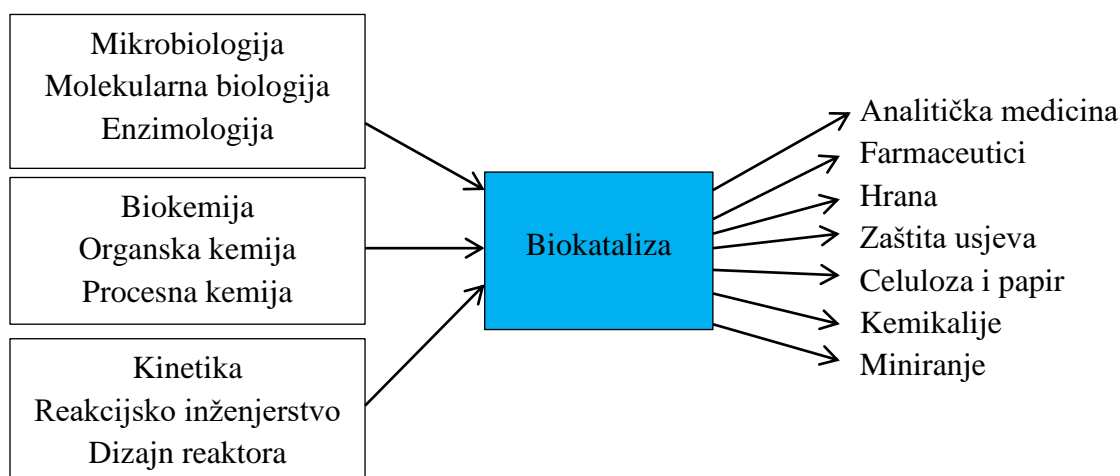 Mikrobiologija
Molekularna biologija
Enzimologija
Biokemija
Organska kemija
Procesna kemija
Kinetika
Reakcijsko inženjerstvo
Dizajn reaktora
Biokataliza
Analitička medicina
Farmaceutici
Hrana
Zaštita usjeva
Celuloza i papir
Kemikalije
Miniranje